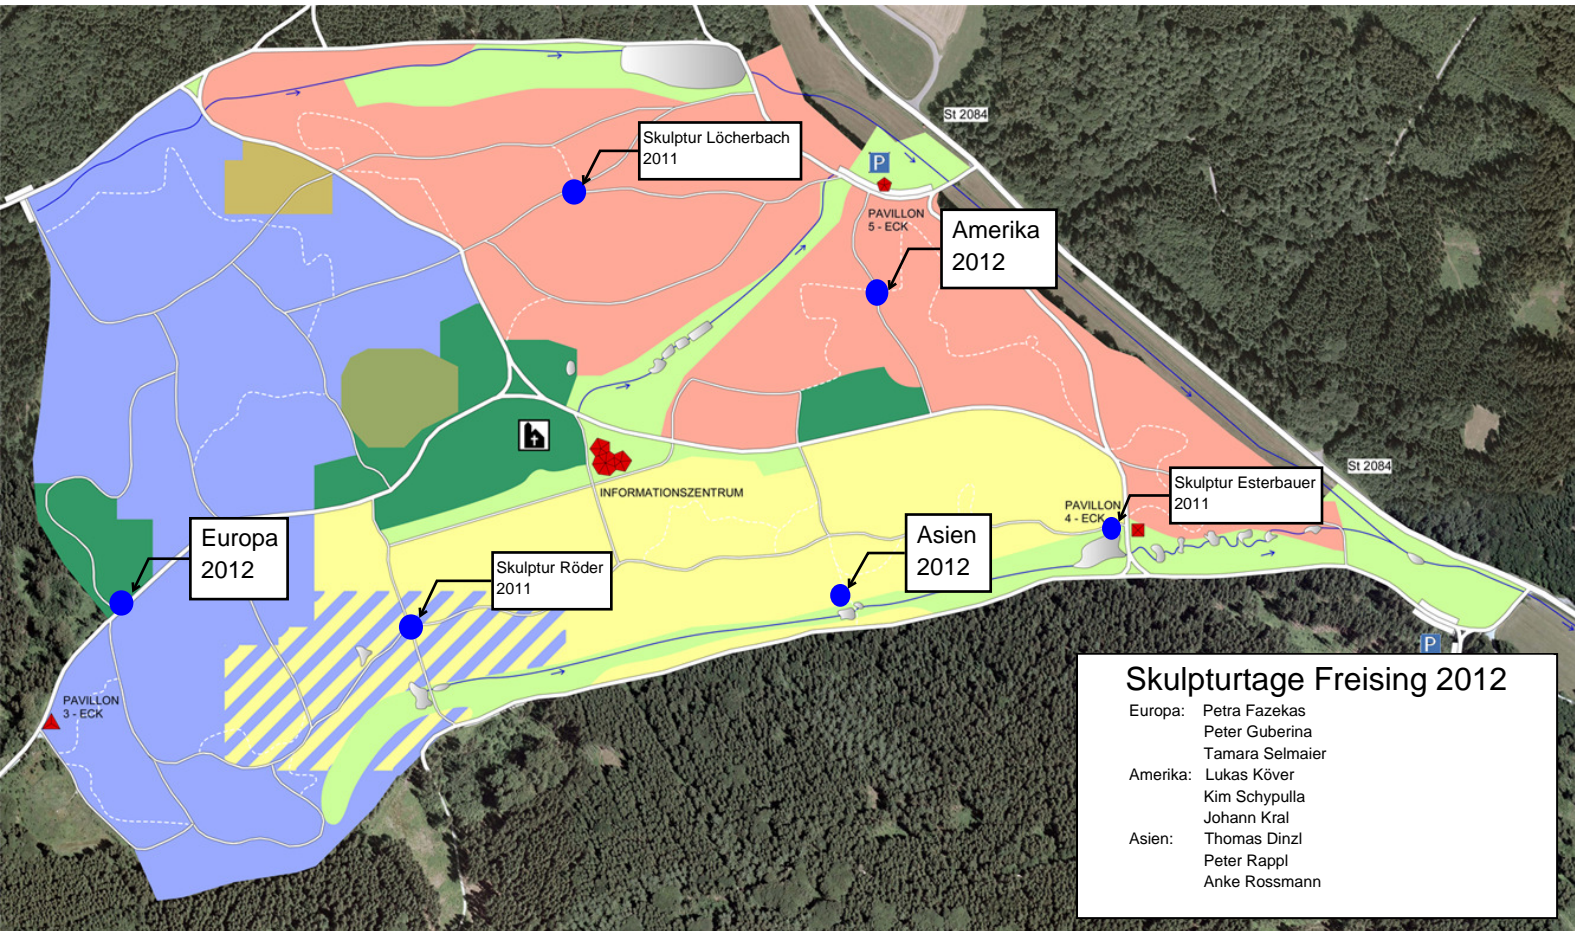 St 2084
Skulptur Löcherbach
2011
P
PAVILLON
5 - ECK
Amerika
2012
St 2084
Skulptur Esterbauer
2011
INFORMATIONSZENTRUM
PAVILLON
4 - ECK
Europa
2012
Asien
2012
Skulptur Röder
2011
P
PAVILLON
3 - ECK
Skulpturtage Freising 2012
Europa: Petra Fazekas
Peter Guberina
Tamara Selmaier
Amerika: Lukas Köver
Kim Schypulla
Johann Kral
Asien: Thomas Dinzl
Peter Rappl
Anke Rossmann